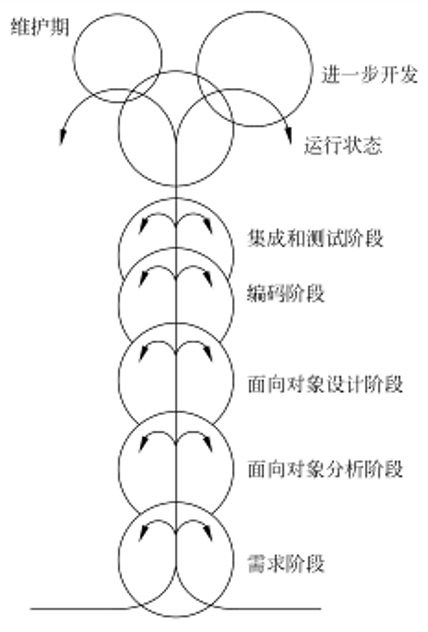 维护期
进一步开发
运行状态
集成和测试阶段
编码阶段
面向对象设计阶段
面向对象分析阶段
需求阶段